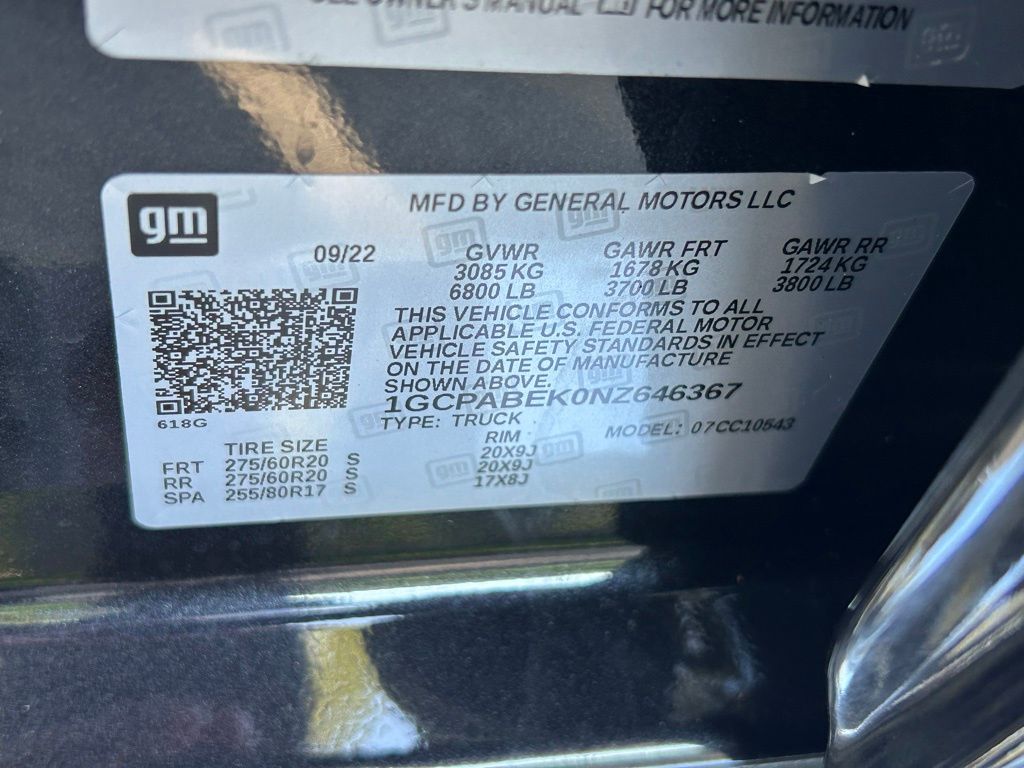 OWNER'S MANUAL FOR MORE INFORMATION
gm
MFD BY GENERAL MOTORS LLC
09/22
GVWR GAWR FRT GAWR RR
3085 KG 1678 KG 1724 KG
6800 LB 3700 LB 3800 LB
THIS VEHICLE CONFORMS TO ALL
APPLICABLE U.S. FEDERAL MOTOR
VEHICLE SAFETY STANDARDS IN EFFECT
ON THE DATE OF MANUFACTURE
SHOWN ABOVE.
1GCPABEK0NZ646367
TYPE: TRUCK MODEL: 07CC10543
618G
TIRE SIZE RIM
FRT 275/60R20 S 20X9J
RR 275/60R20 S 20X9J
SPA 255/80R17 S 17X8J